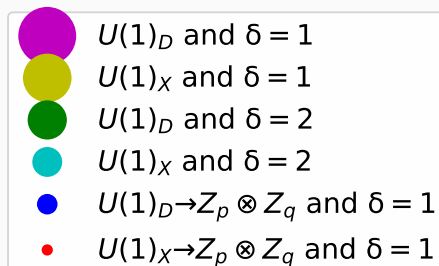 U(1)_D and δ = 1
U(1)_X and δ = 1
U(1)_D and δ = 2
U(1)_X and δ = 2
U(1)_D→Z_p ⊗ Z_q and δ = 1
U(1)_X→Z_p ⊗ Z_q and δ = 1